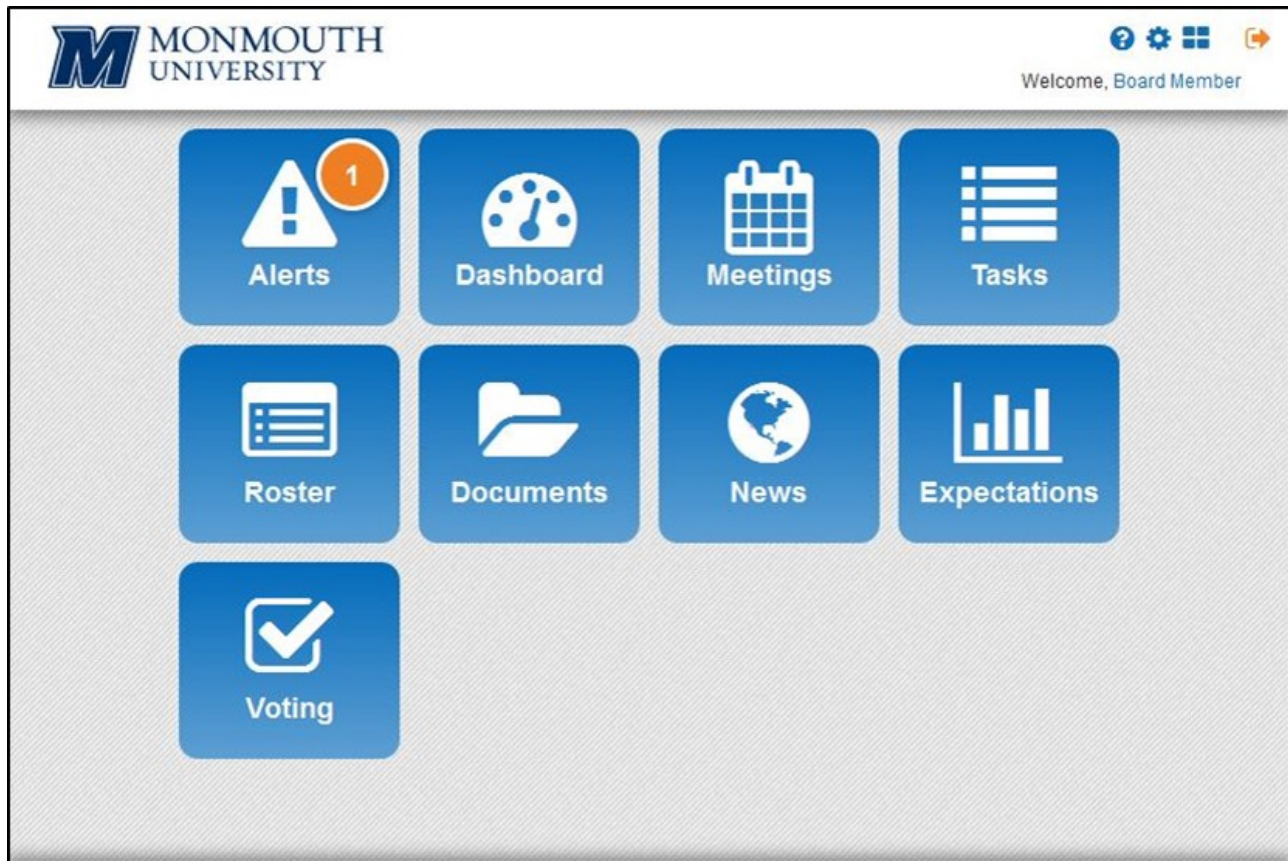 MONMOUTH
UNIVERSITY
Welcome, Board Member
1
Alerts
Dashboard
Meetings
Tasks
Roster
Documents
News
Expectations
Voting